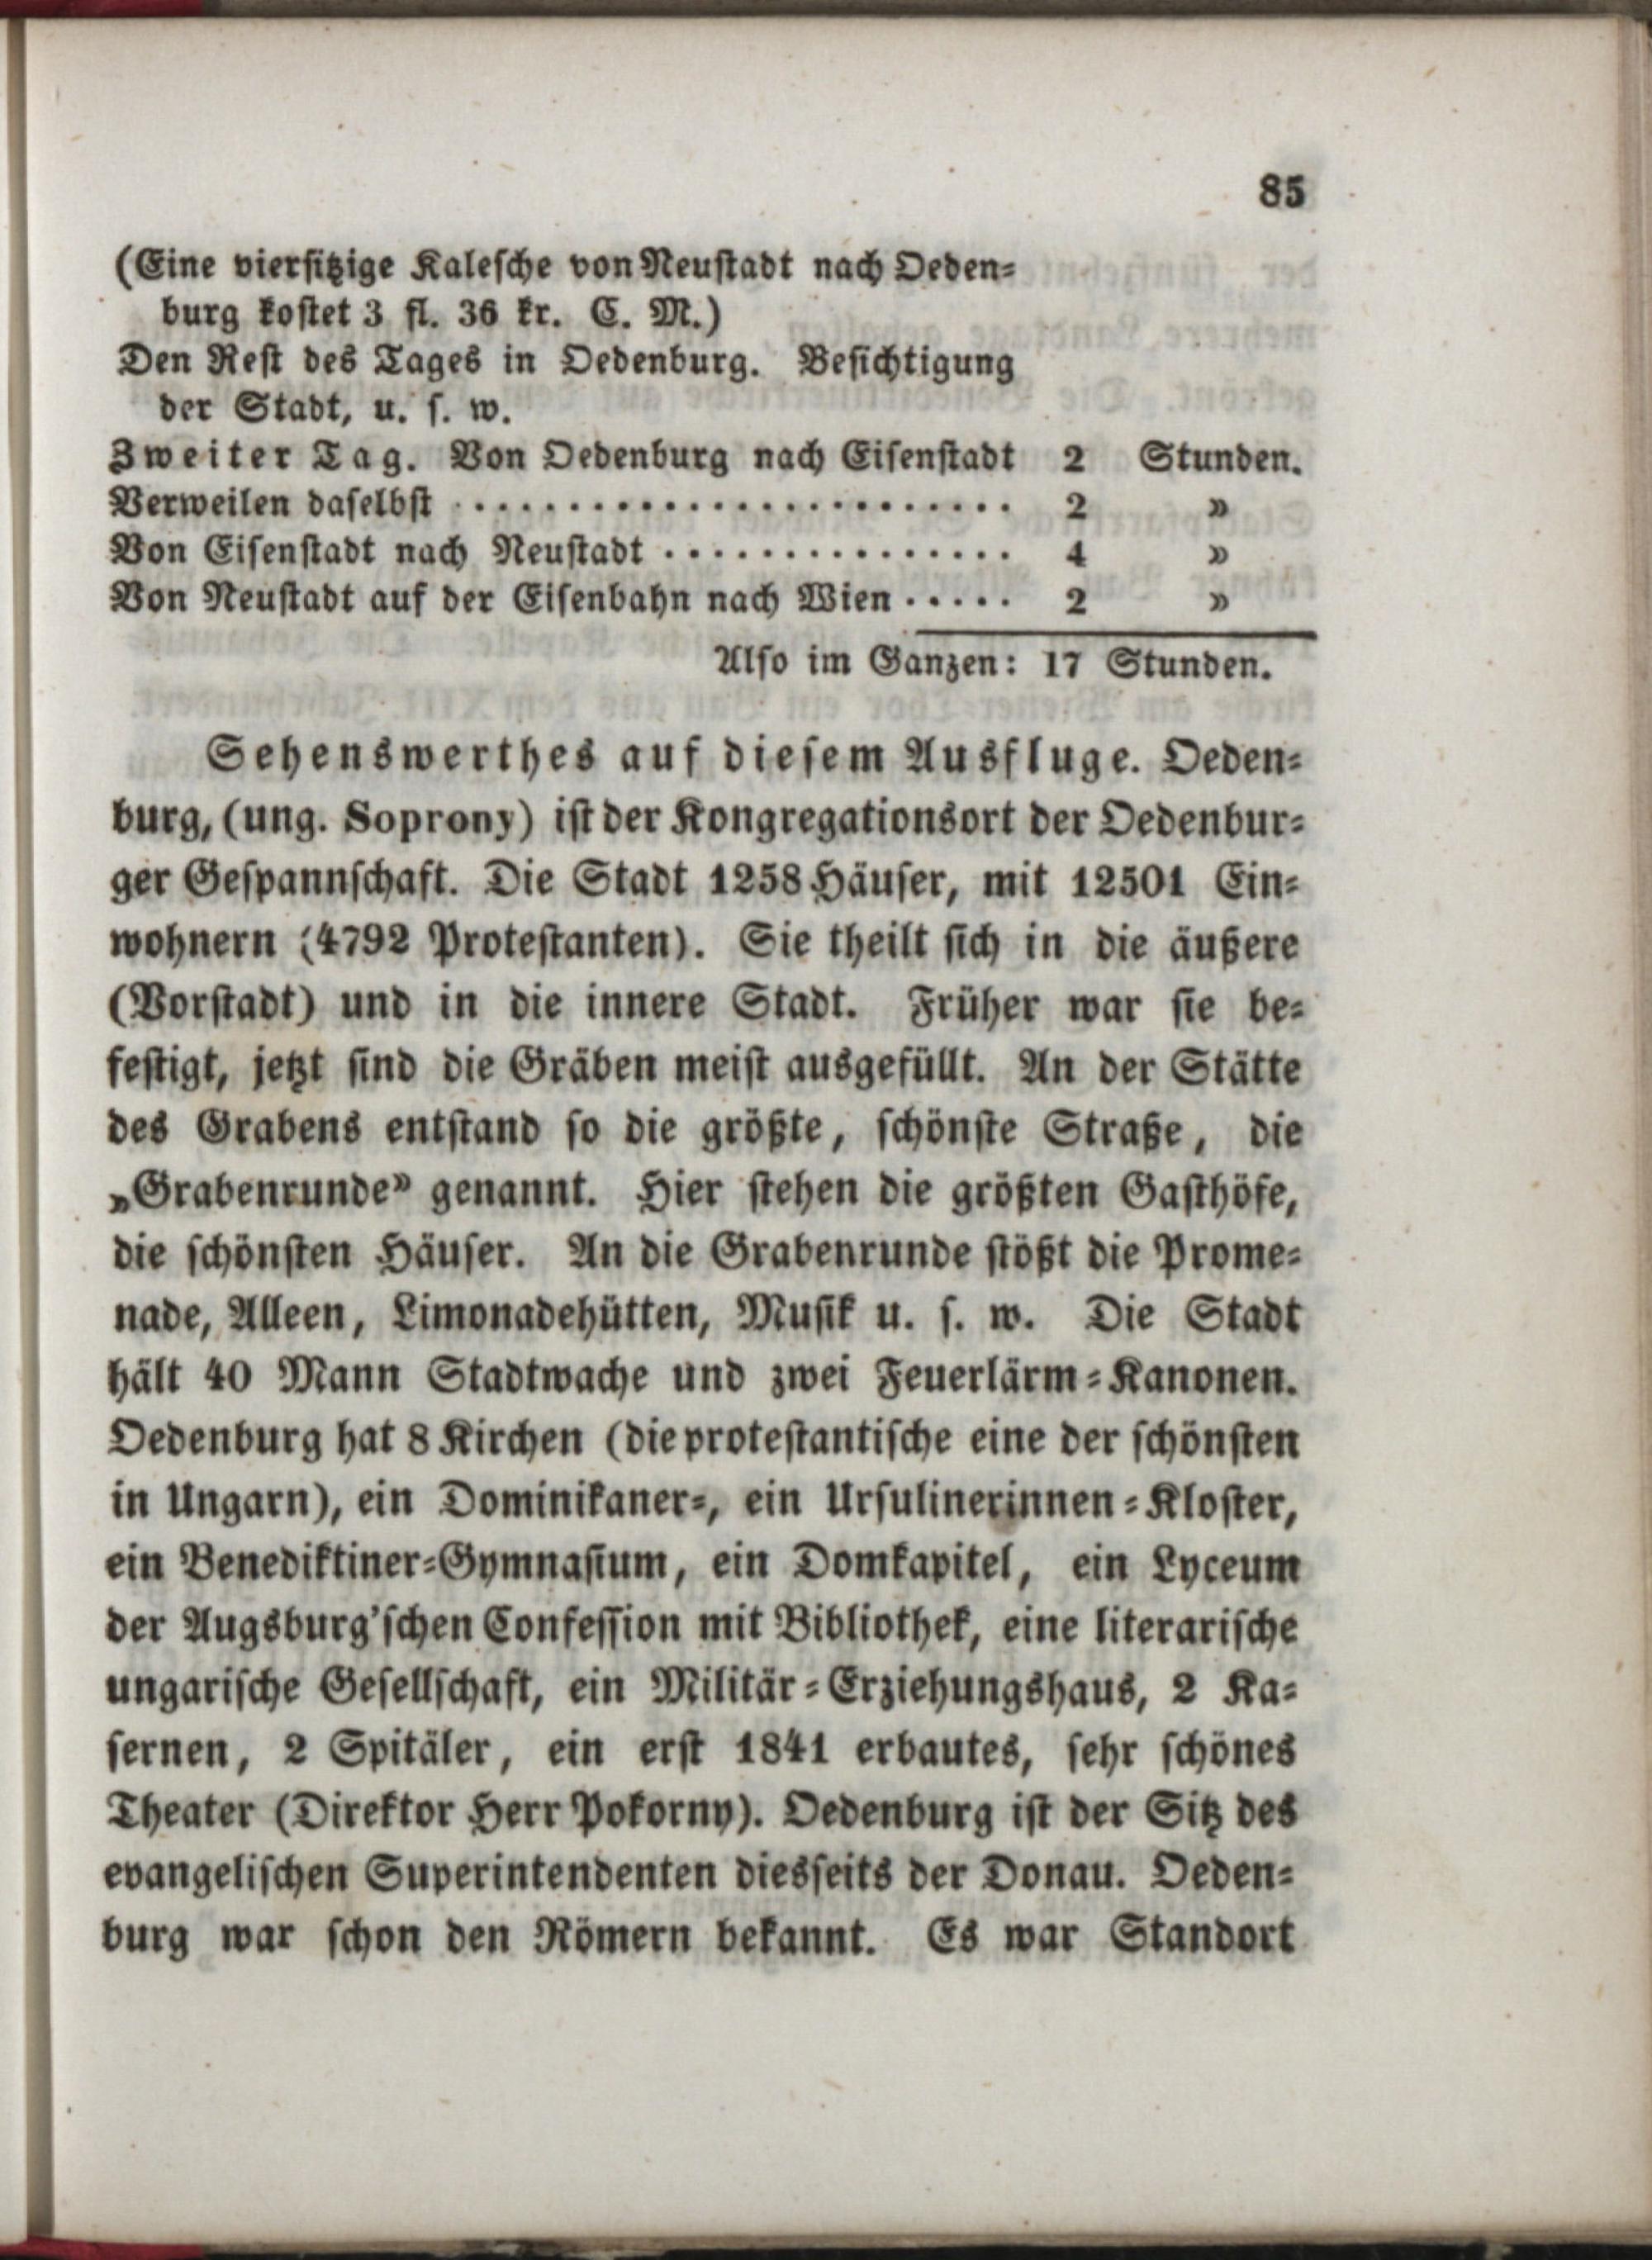 85
(Eine viersitzige Kalesche von Neustadt nach Oeden-
burg kostet 3 fl. 36 kr. C. M.)
Den Rest des Tages in Oedenburg. Besichtigung
der Stadt, u. s. w.
Zweiter Tag. Von Oedenburg nach Eisenstadt 2 Stunden.
Verweilen daselbst ........................ 2 »
Von Eisenstadt nach Neustadt ............... 4 »
Von Neustadt auf der Eisenbahn nach Wien ..... 2 »
Also im Ganzen: 17 Stunden.
Sehenswerthes auf diesem Ausfluge. Oeden-
burg, (ung. Soprony) ist der Kongregationsort der Oedenbur-
ger Gespannschaft. Die Stadt 1258 Häuser, mit 12501 Ein-
wohnern (4792 Protestanten). Sie theilt sich in die äußere
(Vorstadt) und in die innere Stadt. Früher war sie be-
festigt, jetzt sind die Gräben meist ausgefüllt. An der Stätte
des Grabens entstand so die größte, schönste Straße, die
„Grabenrunde” genannt. Hier stehen die größten Gasthöfe,
die schönsten Häuser. An die Grabenrunde stößt die Prome-
nade, Alleen, Limonadehütten, Musik u. s. w. Die Stadt
hält 40 Mann Stadtwache und zwei Feuerlärm-Kanonen.
Oedenburg hat 8 Kirchen (die protestantische eine der schönsten
in Ungarn), ein Dominikaner-, ein Ursulinerinnen-Kloster,
ein Benediktiner-Gymnasium, ein Domkapitel, ein Lyceum
der Augsburg'schen Confession mit Bibliothek, eine literarische
ungarische Gesellschaft, ein Militär-Erziehungshaus, 2 Ka-
sernen, 2 Spitäler, ein erst 1841 erbautes, sehr schönes
Theater (Direktor Herr Pokorny). Oedenburg ist der Sitz des
evangelischen Superintendenten diesseits der Donau. Oeden-
burg war schon den Römern bekannt. Es war Standort